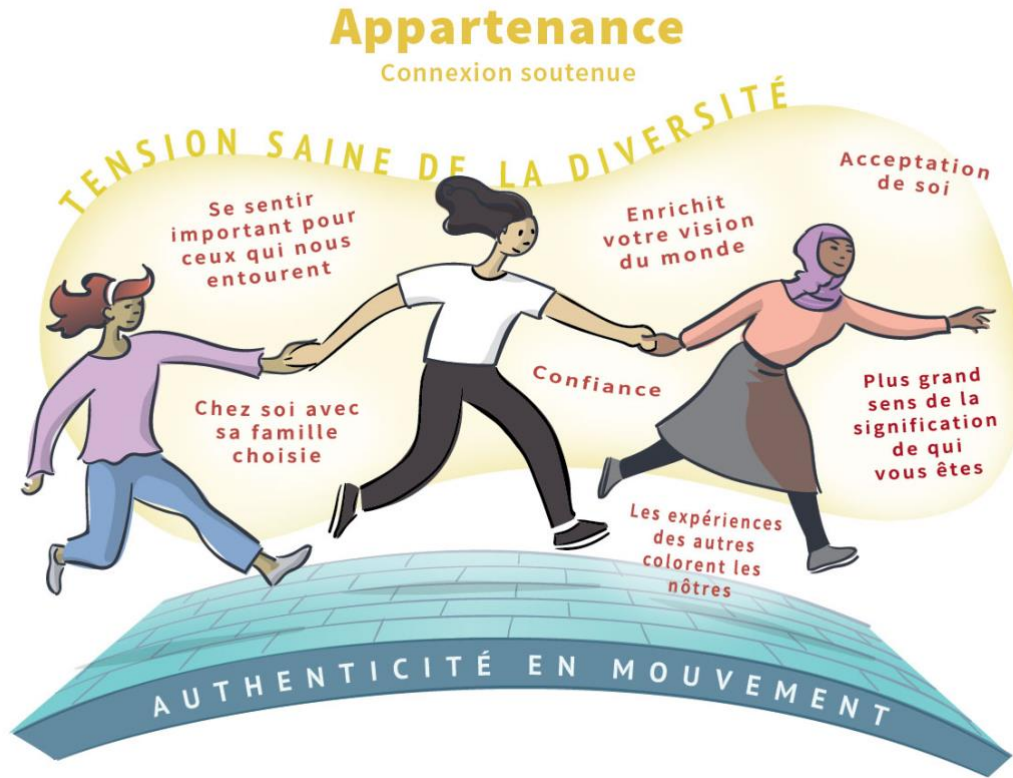 Appartenance
Connexion soutenue
TENSION SAINE DE LA DIVERSITÉ
Se sentir
important pour
ceux qui nous
entourent
Enrichit
votre vision
du monde
Acceptation
de soi
Chez soi avec
sa famille
choisie
Confiance
Plus grand
sens de la
signification
de qui
vous êtes
Les expériences
des autres
colorent les
nôtres
AUTHENTICITÉ EN MOUVEMENT